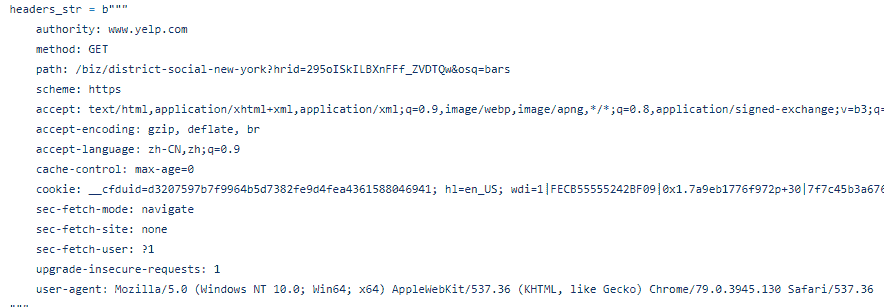 headers_str = b"""
authority: www.yelp.com
method: GET
path: /biz/district-social-new-york?hrid=295oISkILBXnFFf_ZVDTQw&osq=bars
scheme: https
accept: text/html,application/xhtml+xml,application/xml;q=0.9,image/webp,image/apng,*/*;q=0.8,application/signed-exchange;v=b3;q=
accept-encoding: gzip, deflate, br
accept-language: zh-CN,zh;q=0.9
cache-control: max-age=0
cookie: __cfduid=d3207597b7f9964b5d7382fe9d4fea4361588046941; hl=en_US; wdi=1|FECB55555242BF09|0x1.7a9eb1776f972p+30|7f7c45b3a676
sec-fetch-mode: navigate
sec-fetch-site: none
sec-fetch-user: ?1
upgrade-insecure-requests: 1
user-agent: Mozilla/5.0 (Windows NT 10.0; Win64; x64) AppleWebKit/537.36 (KHTML, like Gecko) Chrome/79.0.3945.130 Safari/537.36
"""